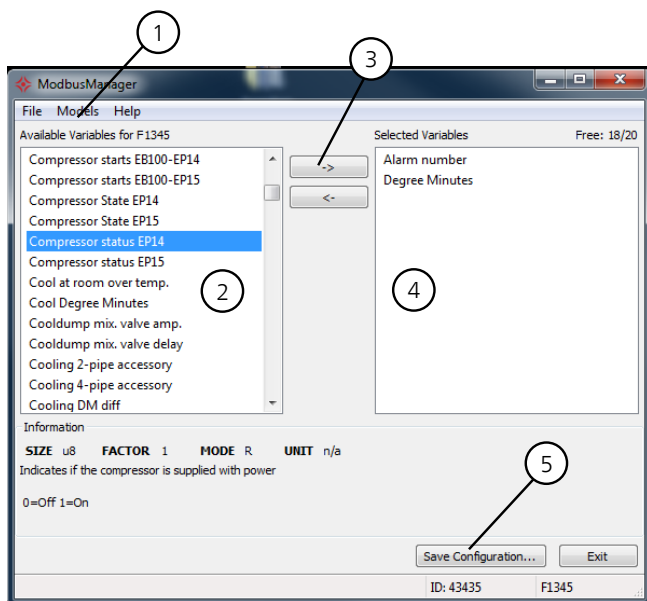 1
3
ModbusManager
File Models Help
Available Variables for F1345
Selected Variables Free: 18/20
Compressor starts EB100-EP14
Compressor starts EB100-EP15
Compressor State EP14
Compressor State EP15
Compressor status EP14
Compressor status EP15
Cool at room over temp.
Cool Degree Minutes
Cooldump mix. valve amp.
Cooldump mix. valve delay
Cooling 2-pipe accessory
Cooling 4-pipe accessory
Cooling DM diff
2
->
<-
Alarm number
Degree Minutes
4
Information
SIZE u8 FACTOR 1 MODE R UNIT n/a
Indicates if the compressor is supplied with power
0=Off 1=On
5
Save Configuration... Exit
ID: 43435 F1345